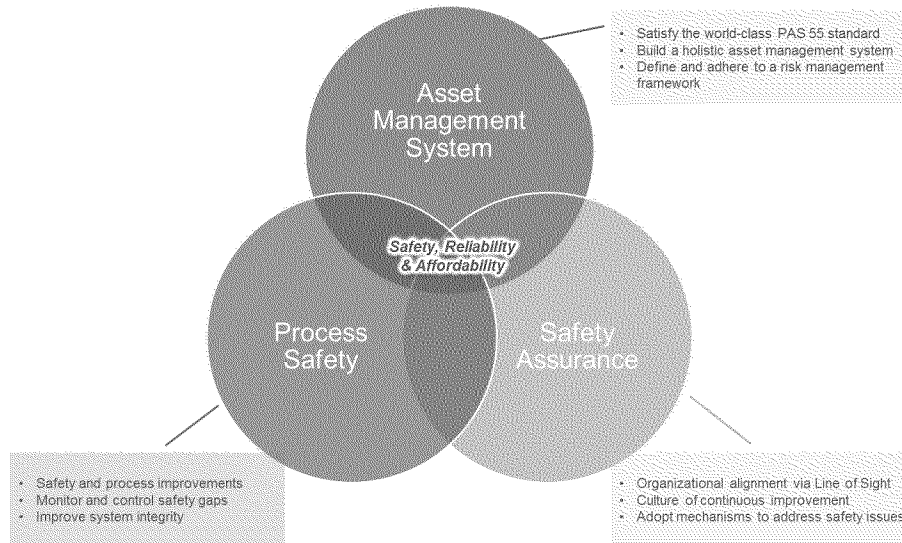 • Satisfy the world-class PAS 55 standard
• Build a holistic asset management system
• Define and adhere to a risk management
framework
Asset
Management
System
Safety, Reliability
& Affordability
Process
Safety
Safety
Assurance
• Safety and process improvements
• Monitor and control safety gaps
• Improve system integrity
• Organizational alignment via Line of Sight
• Culture of continuous improvement
• Adopt mechanisms to address safety issues